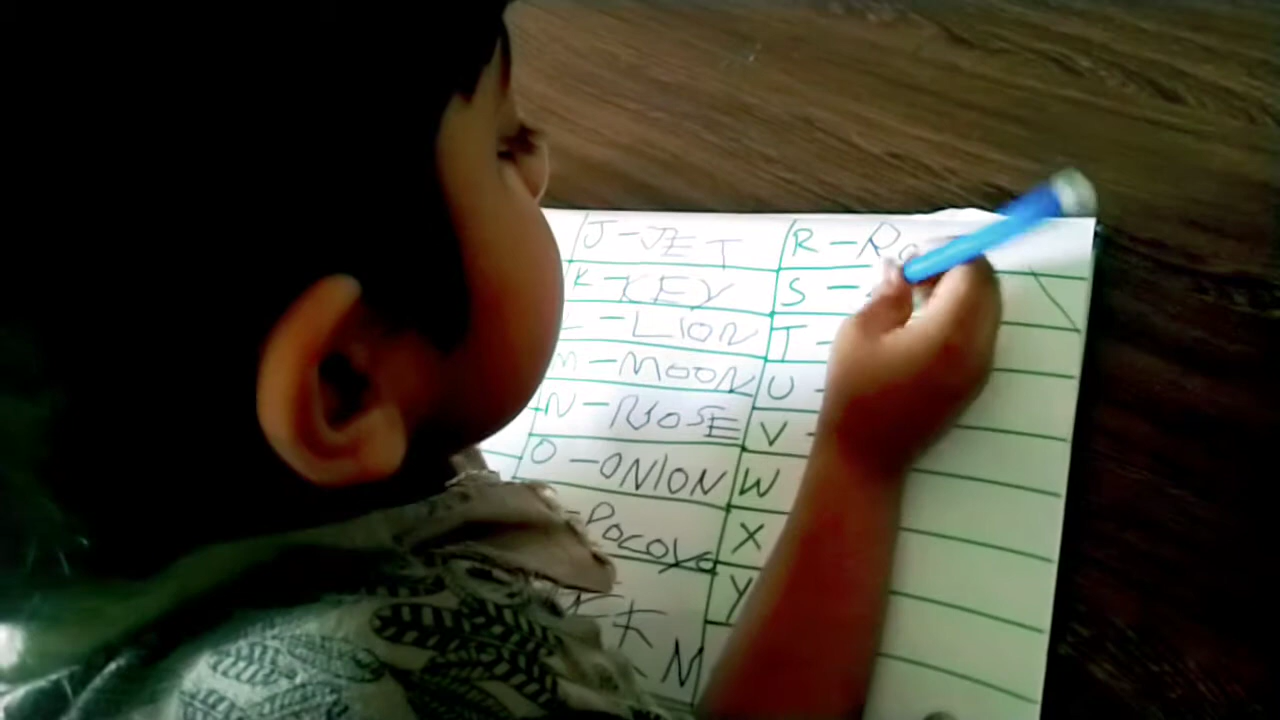 J - JET
K - KEY
L - LION
M - MOON
N - NOSE
O - ONION
- POCOYO
K
N
R - Ro
S -
T -
U -
V -
W
X
Y